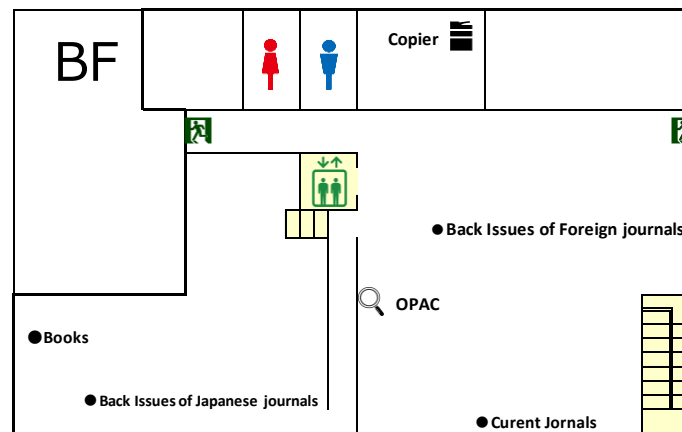 BF
Copier
Back Issues of Foreign journals
OPAC
Books
Back Issues of Japanese journals
Curent Jornals